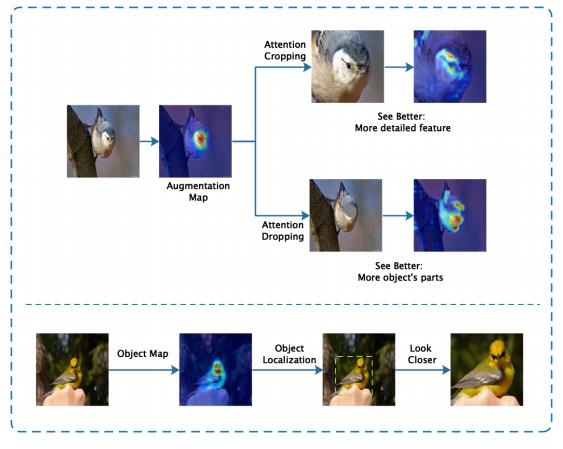 Attention
Cropping
See Better:
More detailed feature
Augmentation
Map
Attention
Dropping
See Better:
More object's parts
Object Map
Object
Localization
Look
Closer